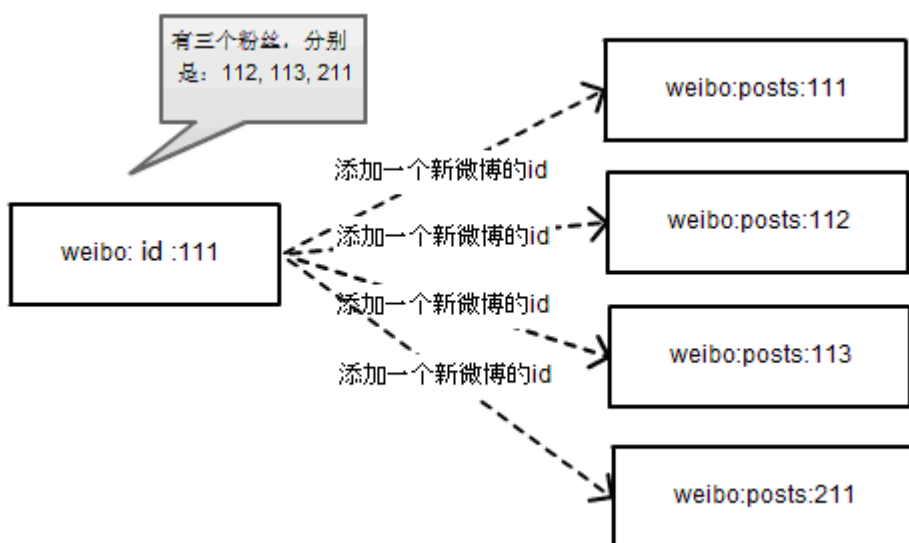 有三个粉丝，分别
是：112, 113, 211
weibo:posts:111
添加一个新微博的id
weibo:posts:112
weibo: id :111
添加一个新微博的id
添加一个新微博的id
weibo:posts:113
添加一个新微博的id
weibo:posts:211